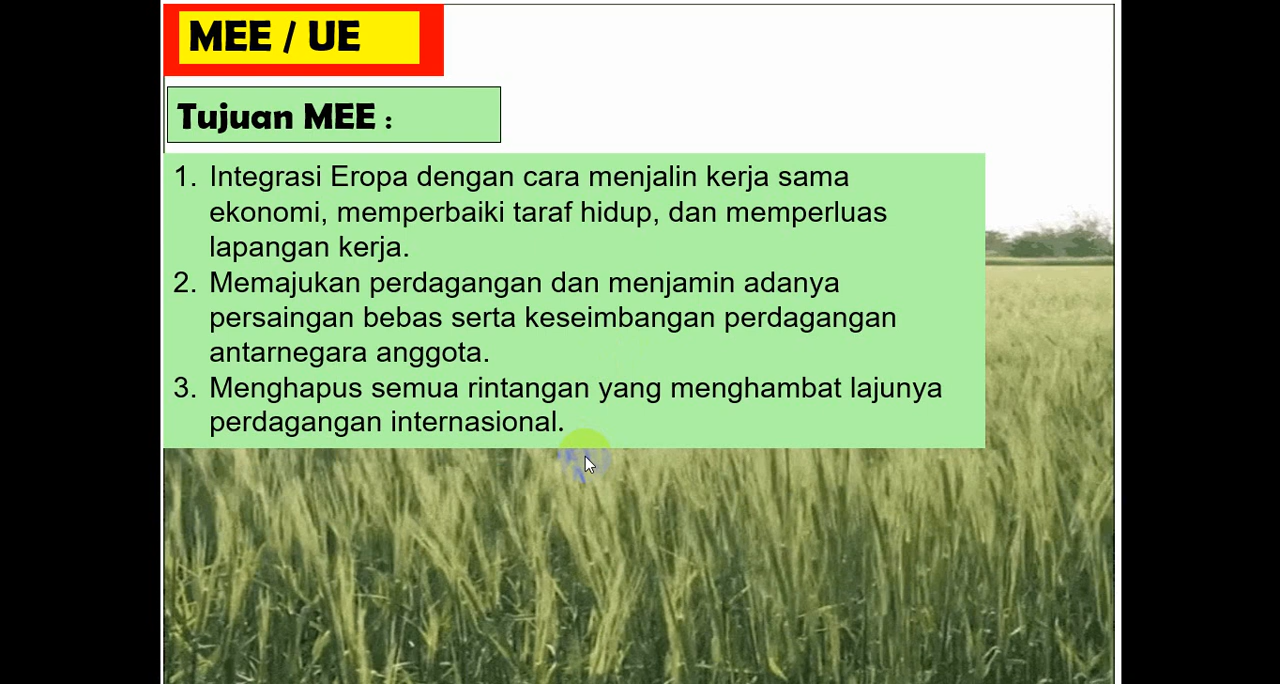 MEE / UE
Tujuan MEE :
1. Integrasi Eropa dengan cara menjalin kerja sama
ekonomi, memperbaiki taraf hidup, dan memperluas
lapangan kerja.
2. Memajukan perdagangan dan menjamin adanya
persaingan bebas serta keseimbangan perdagangan
antarnegara anggota.
3. Menghapus semua rintangan yang menghambat lajunya
perdagangan internasional.